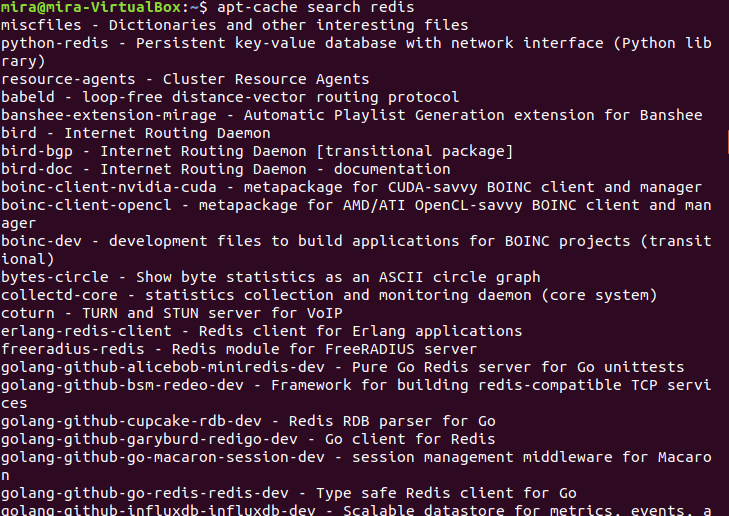 mira@mira-VirtualBox:~$ apt-cache search redis
miscfiles - Dictionaries and other interesting files
python-redis - Persistent key-value database with network interface (Python lib
rary)
resource-agents - Cluster Resource Agents
babeld - loop-free distance-vector routing protocol
banshee-extension-mirage - Automatic Playlist Generation extension for Banshee
bird - Internet Routing Daemon
bird-bgp - Internet Routing Daemon [transitional package]
bird-doc - Internet Routing Daemon - documentation
boinc-client-nvidia-cuda - metapackage for CUDA-savvy BOINC client and manager
boinc-client-opencl - metapackage for AMD/ATI OpenCL-savvy BOINC client and man
ager
boinc-dev - development files to build applications for BOINC projects (transit
ional)
bytes-circle - Show byte statistics as an ASCII circle graph
collectd-core - statistics collection and monitoring daemon (core system)
coturn - TURN and STUN server for VoIP
erlang-redis-client - Redis client for Erlang applications
freeradius-redis - Redis module for FreeRADIUS server
golang-github-alicebob-miniredis-dev - Pure Go Redis server for Go unittests
golang-github-bsm-redeo-dev - Framework for building redis-compatible TCP servi
ces
golang-github-cupcake-rdb-dev - Redis RDB parser for Go
golang-github-garyburd-redigo-dev - Go client for Redis
golang-github-go-macaron-session-dev - session management middleware for Macaro
n
golang-github-go-redis-redis-dev - Type safe Redis client for Go
golang-github-influxdb-influxdb-dev - Scalable datastore for metrics, events, a